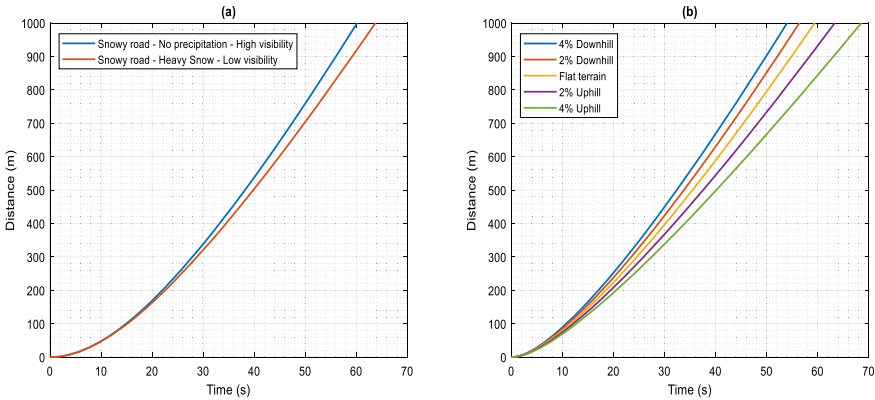 (a)
Distance (m)
1000
900
800
700
600
500
400
300
200
100
0
Snowy road - No precipitation - High visibility
Snowy road - Heavy Snow - Low visibility
0 10 20 30 40 50 60 70
Time (s)
(b)
Distance (m)
1000
900
800
700
600
500
400
300
200
100
0
4% Downhill
2% Downhill
Flat terrain
2% Uphill
4% Uphill
0 10 20 30 40 50 60 70
Time (s)